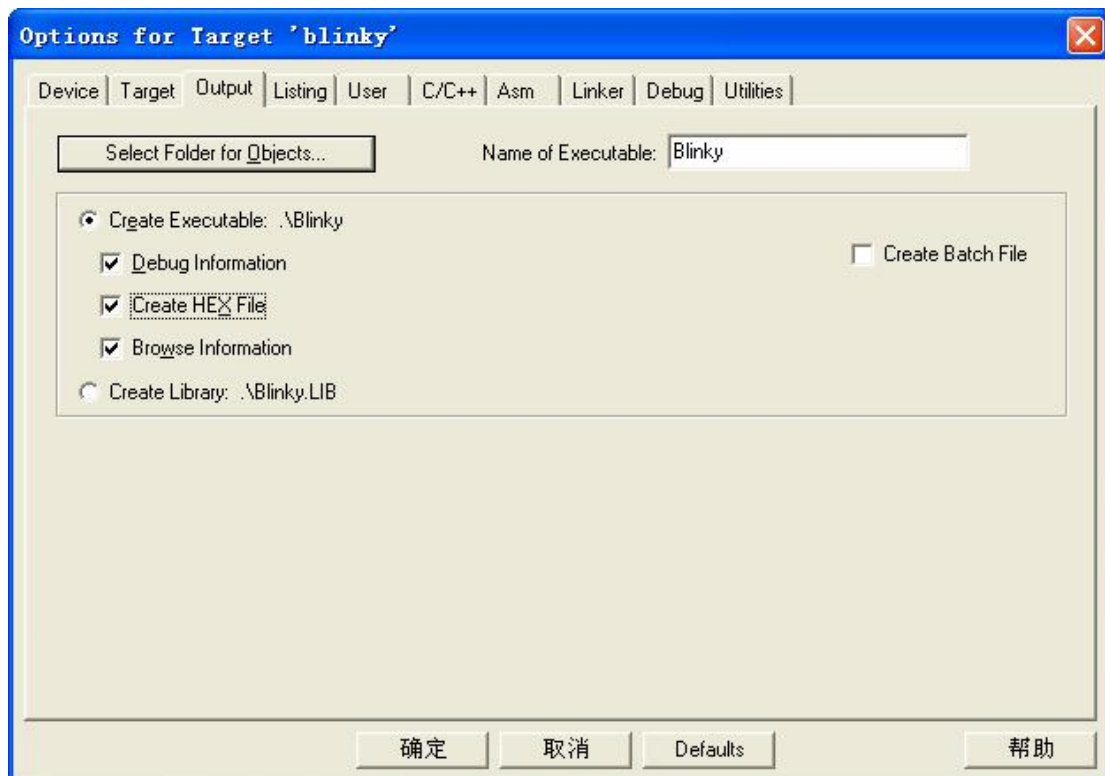 Options for Target 'blinky'
Device Target Output Listing User C/C++ Asm Linker Debug Utilities
Select Folder for Objects... Name of Executable: Blinky
Create Executable: .\Blinky
Debug Information Create Batch File
Create HEX File
Browse Information
Create Library: .\Blinky.LIB
确定 取消 Defaults 帮助